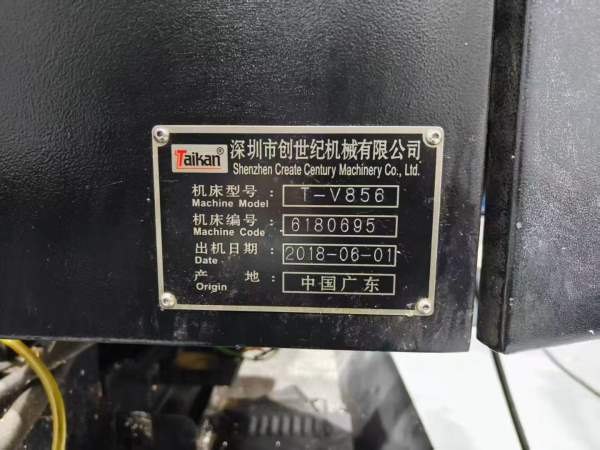 Taikan® 深圳市创世纪机械有限公司
Shenzhen Create Century Machinery Co., Ltd.
机床型号： T-V856
Machine Model
机床编号： 6180695
Machine Code
出机日期： 2018-06-01
Date
产 地： 中国广东
Origin